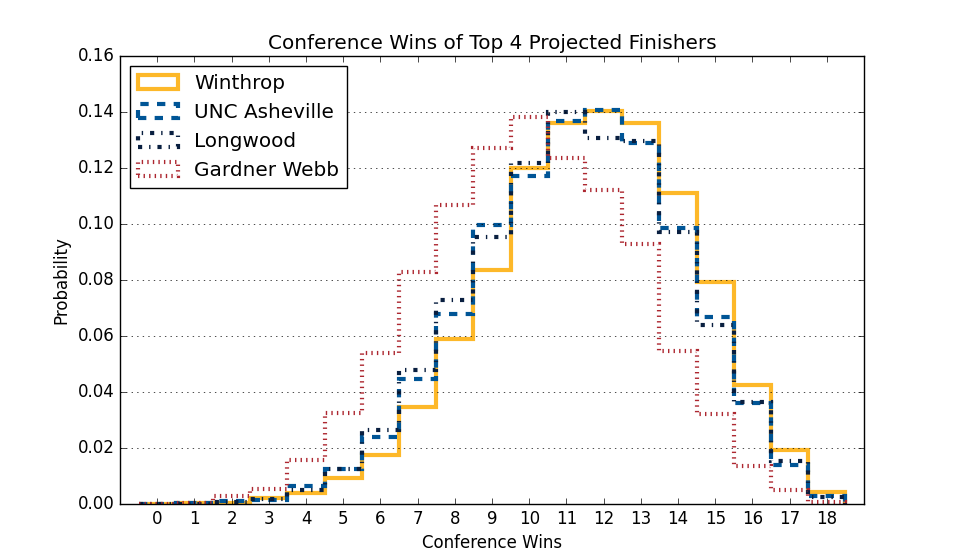 Conference Wins of Top 4 Projected Finishers
0.16
0.14
0.12
0.10
0.08
0.06
0.04
0.02
0.00
Probability
Winthrop
UNC Asheville
Longwood
Gardner Webb
0 1 2 3 4 5 6 7 8 9 10 11 12 13 14 15 16 17 18
Conference Wins